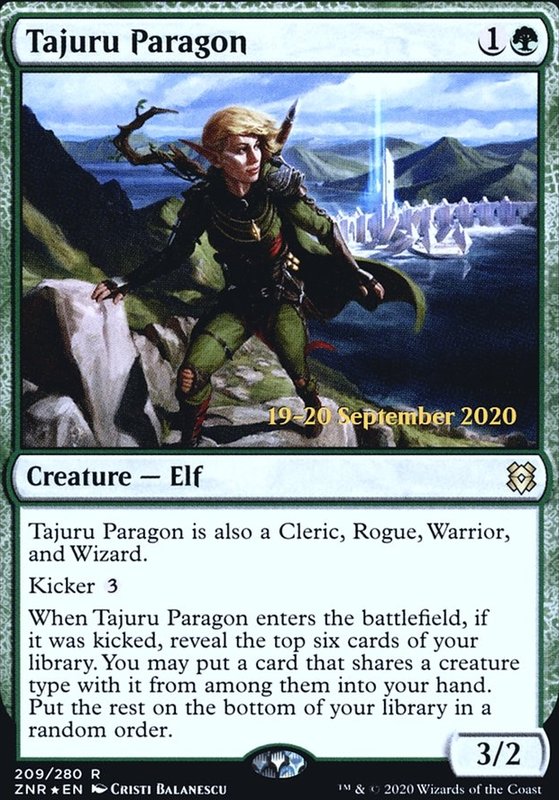 Tajuru Paragon 1
19–20 September 2020
Creature — Elf
Tajuru Paragon is also a Cleric, Rogue, Warrior,
and Wizard.
Kicker 3
When Tajuru Paragon enters the battlefield, if
it was kicked, reveal the top six cards of your
library. You may put a card that shares a creature
type with it from among them into your hand.
Put the rest on the bottom of your library in a
random order.
3/2
209/280 R
ZNR ★ EN Cristi Balanescu
™ & © 2020 Wizards of the Coast